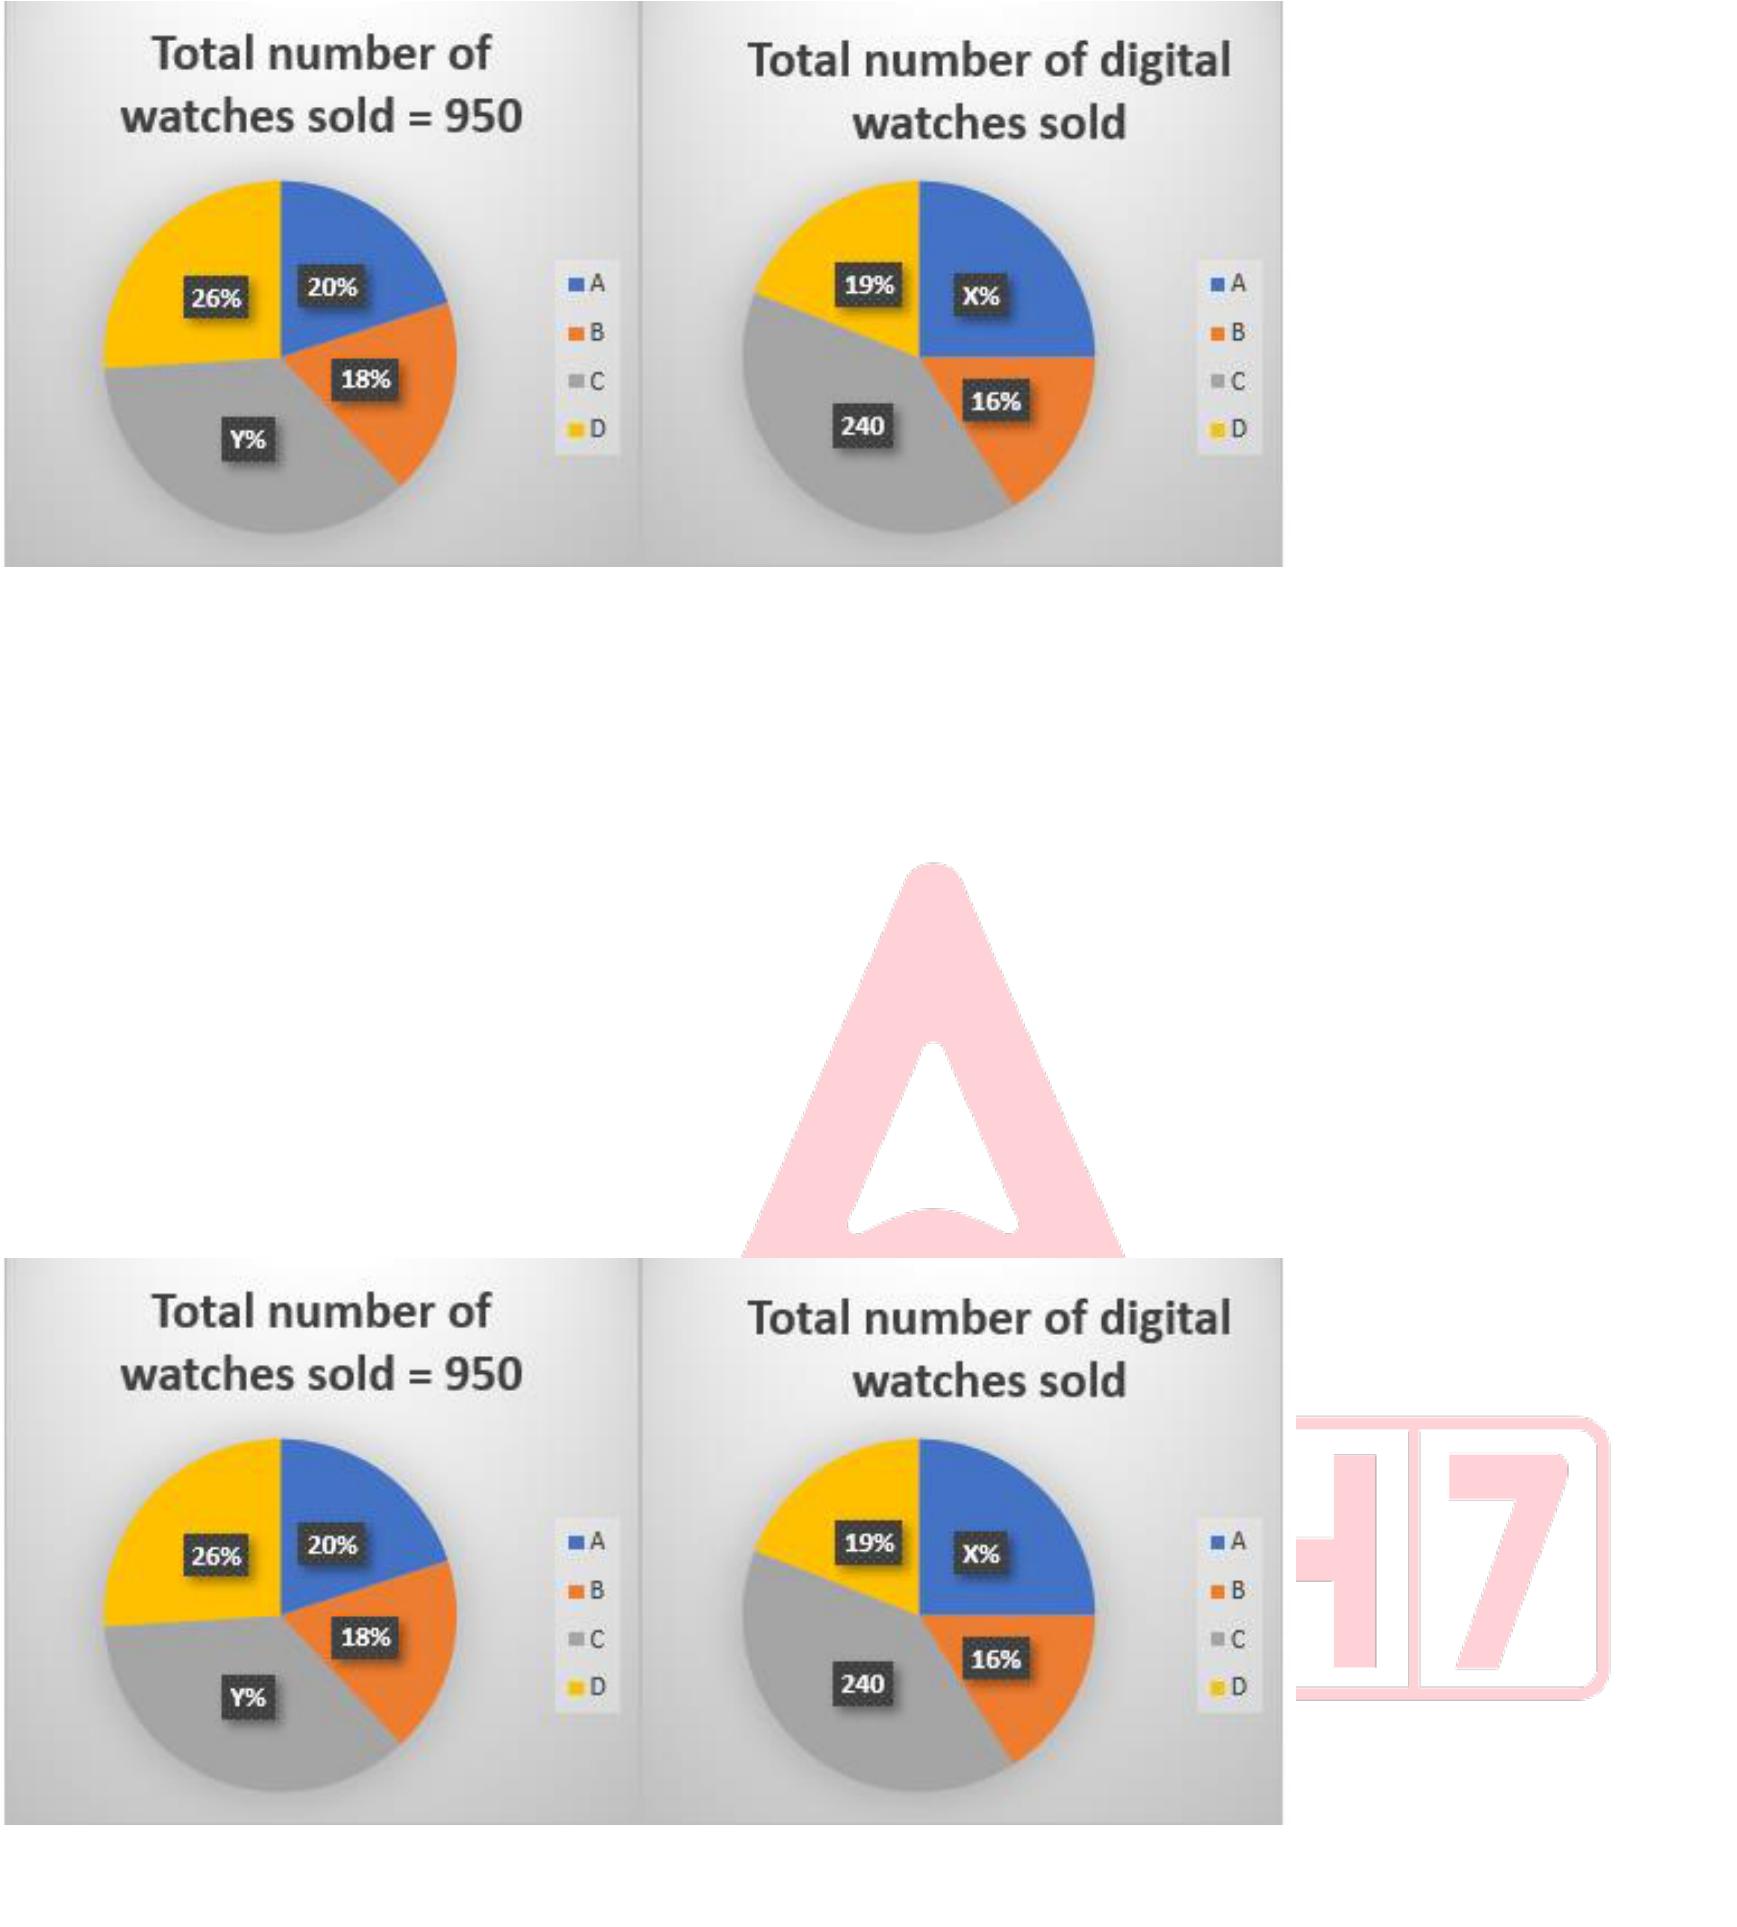 Total number of
watches sold = 950
26%
20%
18%
Y%
A
B
C
D
Total number of digital
watches sold
19%
X%
16%
240
A
B
C
D
Total number of
watches sold = 950
26%
20%
18%
Y%
A
B
C
D
Total number of digital
watches sold
19%
X%
16%
240
A
B
C
D
7